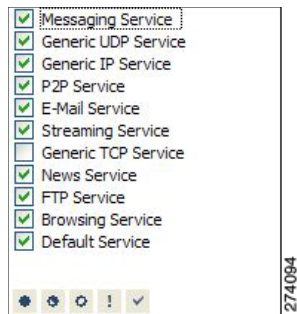 Messaging Service
Generic UDP Service
Generic IP Service
P2P Service
E-Mail Service
Streaming Service
Generic TCP Service
News Service
FTP Service
Browsing Service
Default Service
!
274094